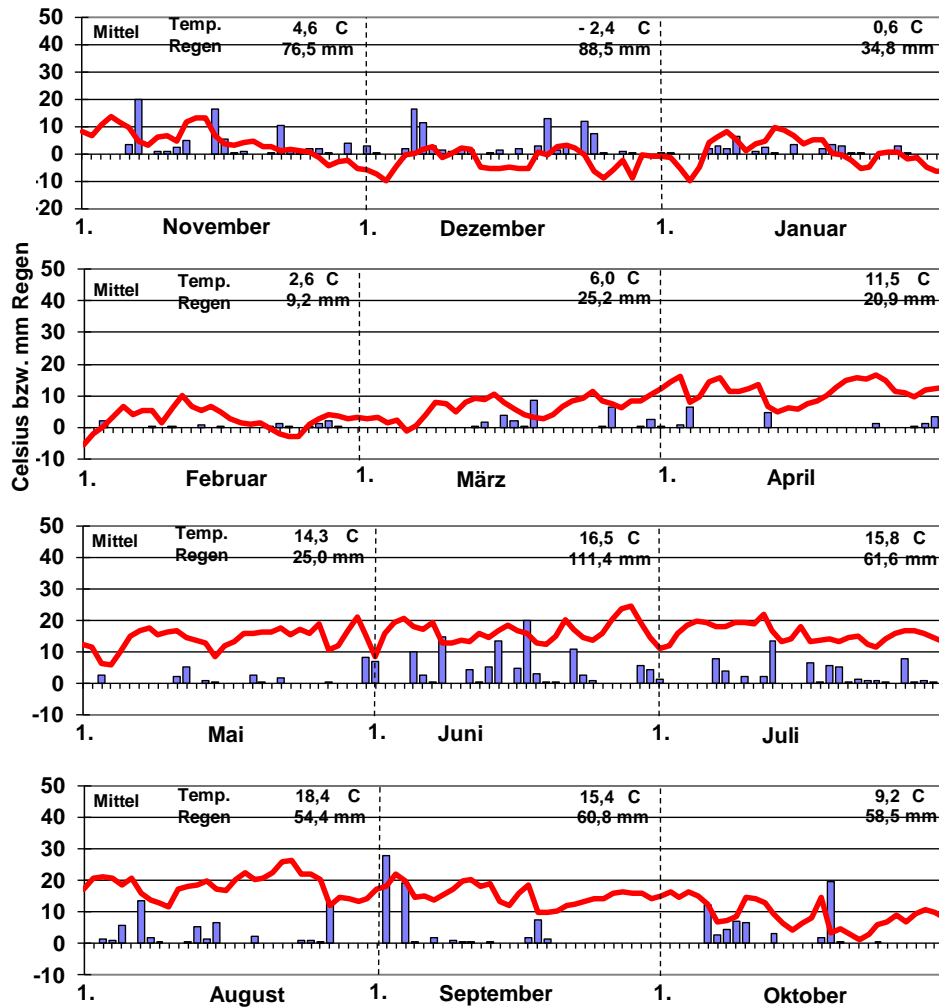 Celsius bzw. mm Regen
50
40
30
20
10
0
-10
-20
Mittel Temp. 4,6 C - 2,4 C 0,6 C
Regen 76,5 mm 88,5 mm 34,8 mm
1. November 1. Dezember 1. Januar
50
40
30
20
10
0
-10
Mittel Temp. 2,6 C 6,0 C 11,5 C
Regen 9,2 mm 25,2 mm 20,9 mm
1. Februar 1. März 1. April
50
40
30
20
10
0
-10
Mittel Temp. 14,3 C 16,5 C 15,8 C
Regen 25,0 mm 111,4 mm 61,6 mm
1. Mai 1. Juni 1. Juli
50
40
30
20
10
0
-10
Mittel Temp. 18,4 C 15,4 C 9,2 C
Regen 54,4 mm 60,8 mm 58,5 mm
1. August 1. September 1. Oktober